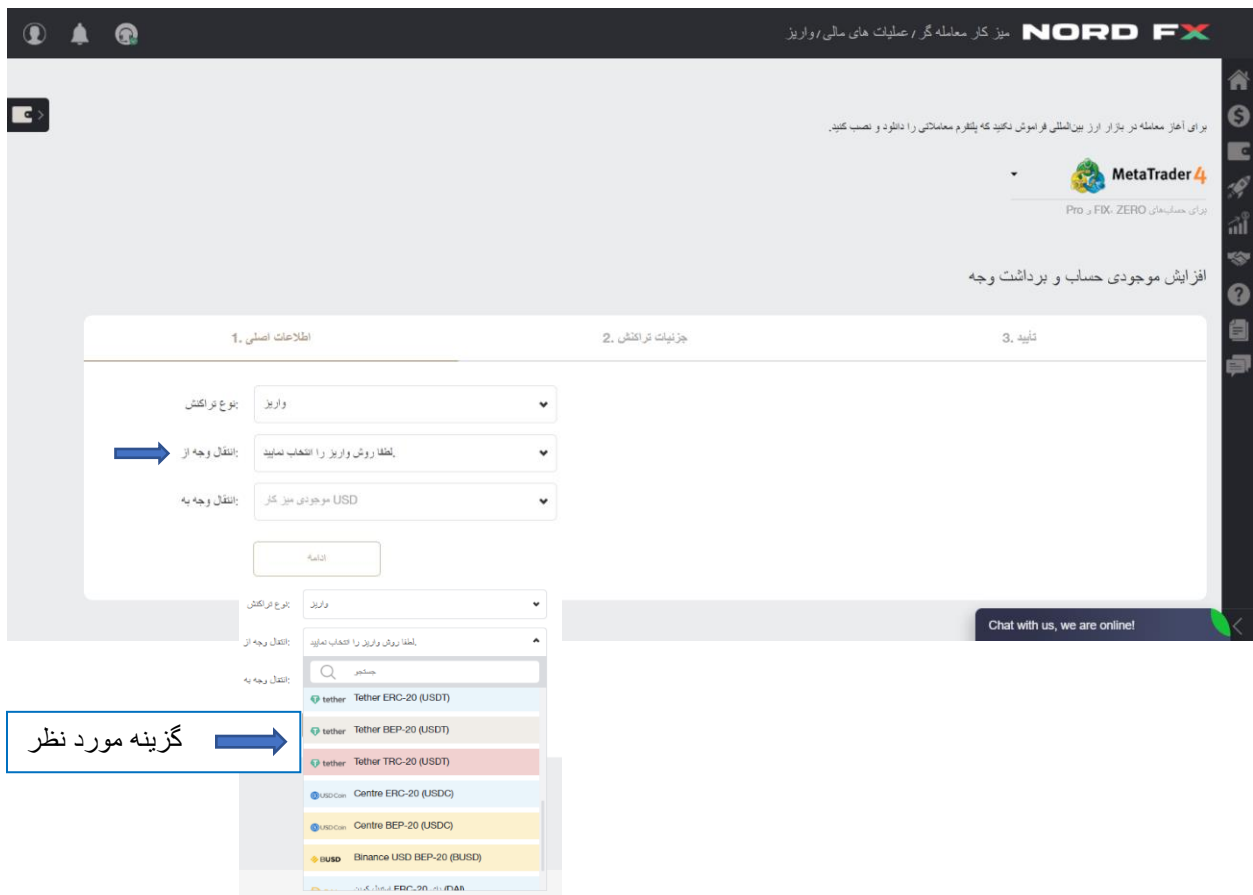 NORD FX میز کار معامله گر / عملیات های مالی / واریز
برای آغاز معامله در بازار ارز بین‌المللی فراموش نکنید که پلتفرم معاملاتی را دانلود و نصب کنید.
MetaTrader 4
برای حساب‌های FIX، ZERO و Pro
افزایش موجودی حساب و برداشت وجه
اطلاعات اصلی .1
جزئیات تراکنش .2
تأیید .3
نوع تراکنش:
واریز
انتقال وجه از:
لطفا روش واریز را انتخاب نمایید.
انتقال وجه به:
USD موجودی میز کار
ادامه
نوع تراکنش:
واریز
انتقال وجه از:
لطفا روش واریز را انتخاب نمایید.
انتقال وجه به:
جستجو
tether Tether ERC-20 (USDT)
tether Tether BEP-20 (USDT)
tether Tether TRC-20 (USDT)
USDCoin Centre ERC-20 (USDC)
USDCoin Centre BEP-20 (USDC)
BUSD Binance USD BEP-20 (BUSD)
ERC-20 (DAI)
گزینه مورد نظر
Chat with us, we are online!